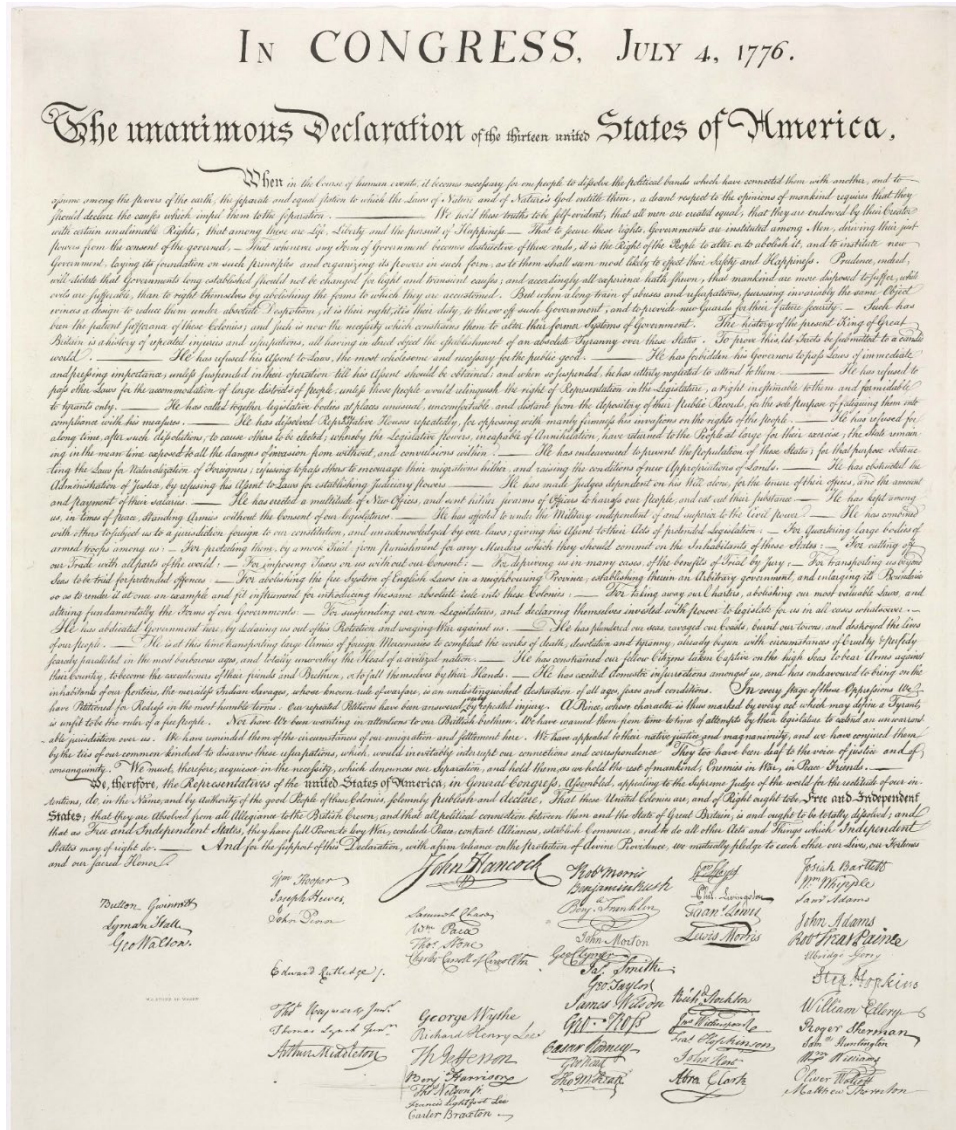 IN CONGRESS, JULY 4, 1776.
The unanimous Declaration of the thirteen united States of America,
When in the Course of human events, it becomes necessary for one people to dissolve the political bands which have connected them with another, and to
assume among the powers of the earth, the separate and equal station to which the Laws of Nature and of Nature's God entitle them, a decent respect to the opinions of mankind requires that they
should declare the causes which impel them to the separation. — We hold these truths to be self-evident, that all men are created equal, that they are endowed by their Creator
with certain unalienable Rights, that among these are Life, Liberty and the pursuit of Happiness.— That to secure these rights, Governments are instituted among Men, deriving their just
powers from the consent of the governed, — That whenever any Form of Government becomes destructive of these ends, it is the Right of the People to alter or to abolish it, and to institute new
Government, laying its foundation on such principles and organizing its powers in such form, as to them shall seem most likely to effect their Safety and Happiness. Prudence, indeed,
will dictate that Governments long established should not be changed for light and transient causes; and accordingly all experience hath shewn, that mankind are more disposed to suffer, while
evils are sufferable, than to right themselves by abolishing the forms to which they are accustomed. But when a long train of abuses and usurpations, pursuing invariably the same Object
evinces a design to reduce them under absolute Despotism, it is their right, it is their duty, to throw off such Government, and to provide new Guards for their future security. — Such has
been the patient sufferance of these Colonies; and such is now the necessity which constrains them to alter their former Systems of Government. The history of the present King of Great
Britain is a history of repeated injuries and usurpations, all having in direct object the establishment of an absolute Tyranny over these States. To prove this, let Facts be submitted to a candid
world. — He has refused his Assent to Laws, the most wholesome and necessary for the public good. — He has forbidden his Governors to pass Laws of immediate
and pressing importance, unless suspended in their operation till his Assent should be obtained; and when so suspended, he has utterly neglected to attend to them. — He has refused to
pass other Laws for the accommodation of large districts of people, unless those people would relinquish the right of Representation in the Legislature, a right inestimable to them and formidable
to tyrants only. — He has called together legislative bodies at places unusual, uncomfortable, and distant from the depository of their Public Records, for the sole purpose of fatiguing them into
compliance with his measures. — He has dissolved Representative Houses repeatedly, for opposing with manly firmness his invasions on the rights of the people. — He has refused for
a long time, after such dissolutions, to cause others to be elected; whereby the Legislative powers, incapable of Annihilation, have returned to the People at large for their exercise; the State remain-
ing in the mean time exposed to all the dangers of invasion from without, and convulsions within. — He has endeavoured to prevent the population of these States; for that purpose obstruc-
ting the Laws for Naturalization of Foreigners; refusing to pass others to encourage their migrations hither, and raising the conditions of new Appropriations of Lands. — He has obstructed the
Administration of Justice, by refusing his Assent to Laws for establishing Judiciary powers. — He has made Judges dependent on his Will alone, for the tenure of their offices, and the amount
and payment of their salaries. — He has erected a multitude of New Offices, and sent hither swarms of Officers to harrass our people, and eat out their substance. — He has kept among
us, in times of peace, Standing Armies without the Consent of our legislatures. — He has affected to render the Military independent of and superior to the Civil power. — He has combined
with others to subject us to a jurisdiction foreign to our constitution, and unacknowledged by our laws; giving his Assent to their Acts of pretended Legislation: — For Quartering large bodies of
armed troops among us: — For protecting them, by a mock Trial, from punishment for any Murders which they should commit on the Inhabitants of these States: — For cutting off
our Trade with all parts of the world: — For imposing Taxes on us without our Consent: — For depriving us in many cases, of the benefits of Trial by Jury: — For transporting us beyond
Seas to be tried for pretended offences — For abolishing the free System of English Laws in a neighbouring Province, establishing therein an Arbitrary government, and enlarging its Boundaries
so as to render it at once an example and fit instrument for introducing the same absolute rule into these Colonies: — For taking away our Charters, abolishing our most valuable Laws, and
altering fundamentally the Forms of our Governments: — For suspending our own Legislatures, and declaring themselves invested with power to legislate for us in all cases whatsoever. —
He has abdicated Government here, by declaring us out of his Protection and waging War against us. — He has plundered our seas, ravaged our Coasts, burnt our towns, and destroyed the lives
of our people. — He is at this time transporting large Armies of foreign Mercenaries to compleat the works of death, desolation and tyranny, already begun with circumstances of Cruelty & perfidy
scarcely paralleled in the most barbarous ages, and totally unworthy the Head of a civilized nation. — He has constrained our fellow Citizens taken Captive on the high Seas to bear Arms against
their Country, to become the executioners of their friends and Brethren, or to fall themselves by their Hands. — He has excited domestic insurrections amongst us, and has endeavoured to bring on the
inhabitants of our frontiers, the merciless Indian Savages, whose known rule of warfare, is an undistinguished destruction of all ages, sexes and conditions. In every stage of these Oppressions We
have Petitioned for Redress in the most humble terms: Our repeated Petitions have been answered only by repeated injury. A Prince, whose character is thus marked by every act which may define a Tyrant,
is unfit to be the ruler of a free people. Nor have We been wanting in attentions to our Brittish brethren. We have warned them from time to time of attempts by their legislature to extend an unwarrant-
able jurisdiction over us. We have reminded them of the circumstances of our emigration and settlement here. We have appealed to their native justice and magnanimity, and we have conjured them
by the ties of our common kindred to disavow these usurpations, which, would inevitably interrupt our connections and correspondence. They too have been deaf to the voice of justice and of
consanguinity. We must, therefore, acquiesce in the necessity, which denounces our Separation, and hold them, as we hold the rest of mankind, Enemies in War, in Peace Friends. —
We, therefore, the Representatives of the united States of America, in General Congress, Assembled, appealing to the Supreme Judge of the world for the rectitude of our in-
tentions, do, in the Name, and by Authority of the good People of these Colonies, solemnly publish and declare, That these United Colonies are, and of Right ought to be Free and Independent
States; that they are Absolved from all Allegiance to the British Crown, and that all political connection between them and the State of Great Britain, is and ought to be totally dissolved; and
that as Free and Independent States, they have full Power to levy War, conclude Peace, contract Alliances, establish Commerce, and to do all other Acts and Things which Independent
States may of right do. — And for the support of this Declaration, with a firm reliance on the protection of divine Providence, we mutually pledge to each other our Lives, our Fortunes
and our sacred Honor.
Button Gwinnett
Lyman Hall
Geo Walton.
Wm Hooper
Joseph Hewes,
John Penn
Edward Rutledge /.
Thos Heyward Junr.
Thomas Lynch Junr.
Arthur Middleton
John Hancock
Samuel Chase
Wm Paca
Thos Stone
Charles Carroll of Carrollton
George Wythe
Richard Henry Lee
Th Jefferson
Benj Harrison
Thos Nelson jr.
Francis Lightfoot Lee
Carter Braxton
Robt Morris
Benjamin Rush
Benja Franklin
John Morton
Geo Clymer
Jas. Smith
Geo. Taylor
James Wilson
Geo. Ross
Caesar Rodney
Geo Read
Tho M:Kean
Wm Floyd
Phil. Livingston
Frans. Lewis
Lewis Morris
Richd. Stockton
Jno Witherspoon
Fras. Hopkinson
John Hart
Abra Clark
Josiah Bartlett
Wm Whipple
Saml Adams
John Adams
Robt Treat Paine
Elbridge Gerry
Step. Hopkins
William Ellery
Roger Sherman
Saml Huntington
Wm Williams
Oliver Wolcott
Matthew Thornton